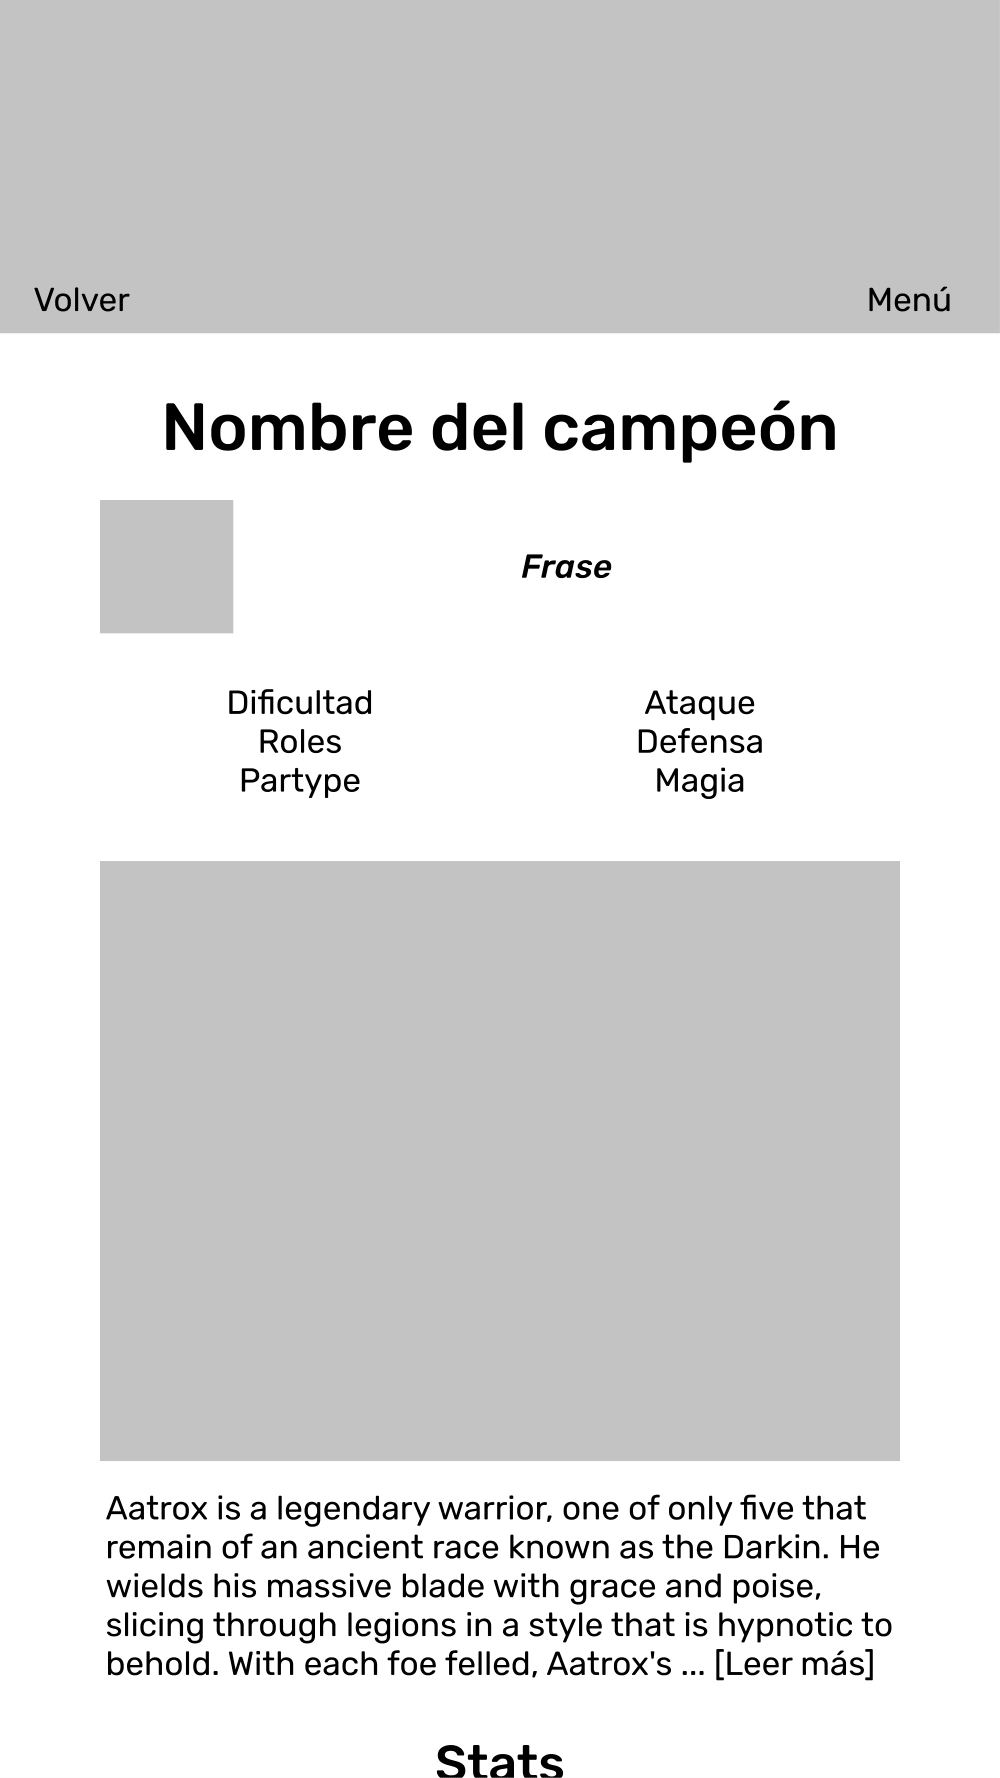 Volver
Menú
Nombre del campeón
Frase
Dificultad
Roles
Partype
Ataque
Defensa
Magia
Aatrox is a legendary warrior, one of only five that
remain of an ancient race known as the Darkin. He
wields his massive blade with grace and poise,
slicing through legions in a style that is hypnotic to
behold. With each foe felled, Aatrox's ... [Leer más]
Stats